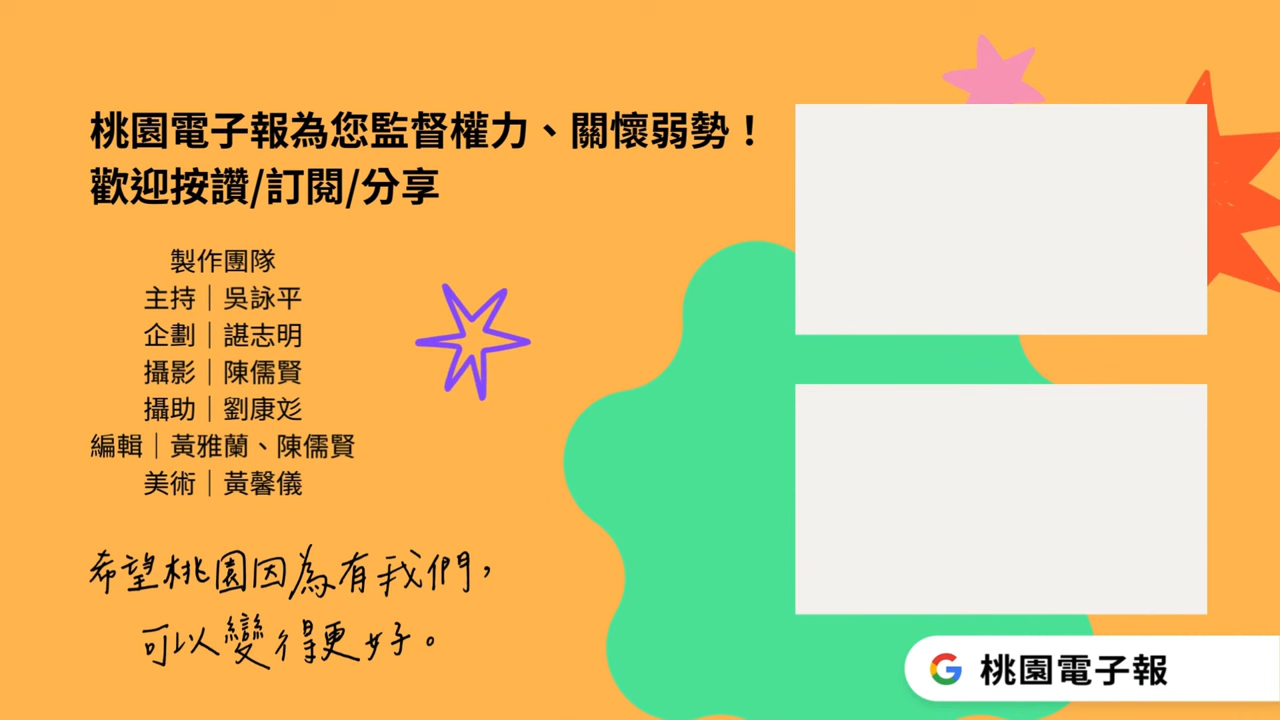 桃園電子報為您監督權力、關懷弱勢！
歡迎按讚/訂閱/分享
製作團隊
主持｜吳詠平
企劃｜諶志明
攝影｜陳儒賢
攝助｜劉康彣
編輯｜黃雅蘭、陳儒賢
美術｜黃馨儀
希望桃園因為有我們，
可以變得更好。
桃園電子報